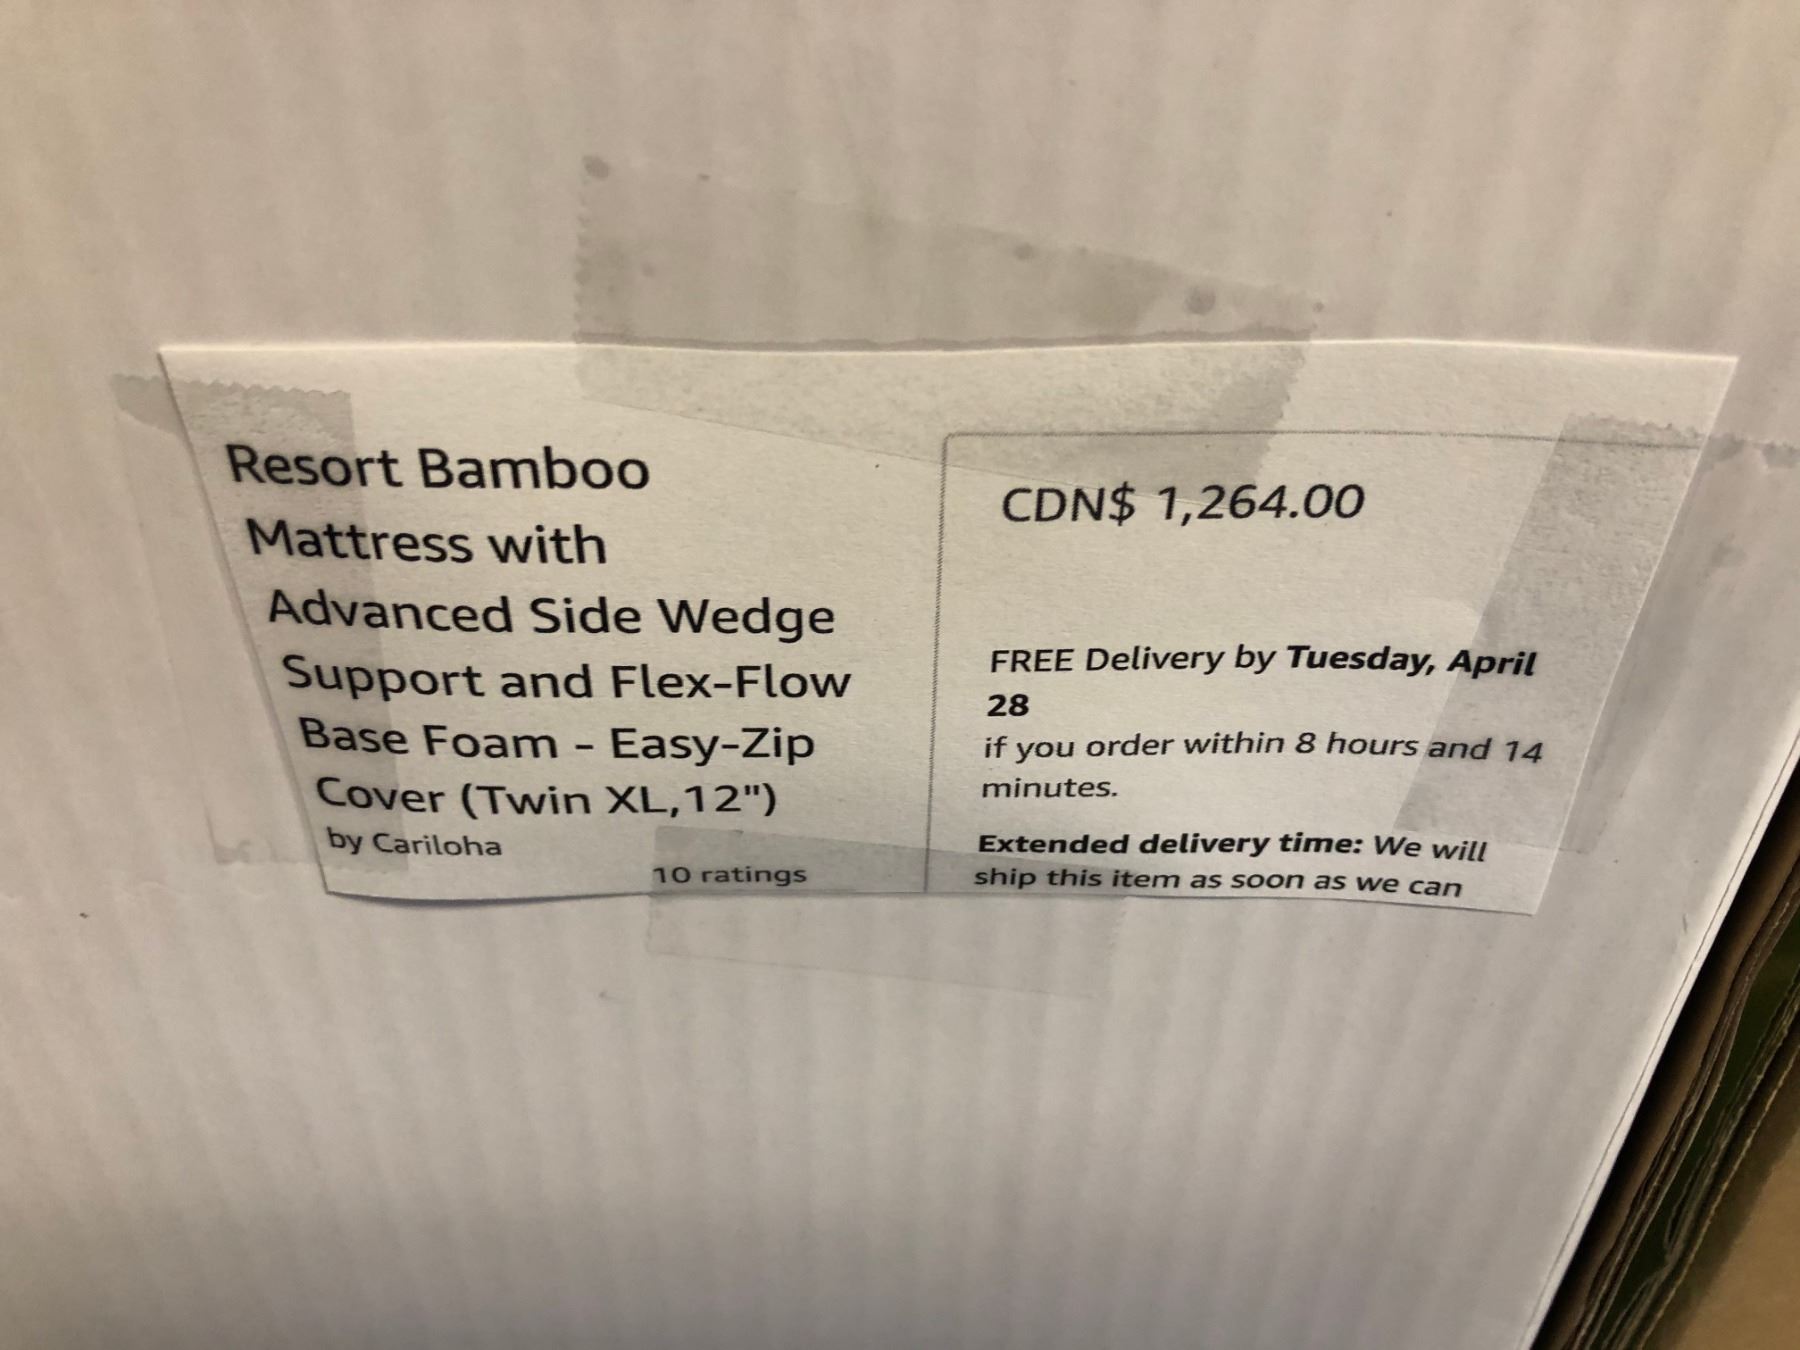 Resort Bamboo
Mattress with
Advanced Side Wedge
Support and Flex-Flow
Base Foam - Easy-Zip
Cover (Twin XL,12")
by Cariloha
10 ratings
CDN$ 1,264.00
FREE Delivery by Tuesday, April
28
if you order within 8 hours and 14
minutes.
Extended delivery time: We will
ship this item as soon as we can